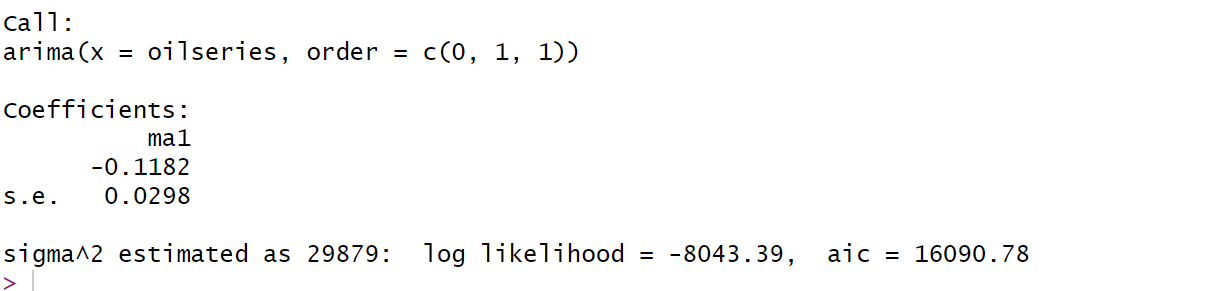 Call:
arima(x = oilseries, order = c(0, 1, 1))
Coefficients:
ma1
-0.1182
s.e. 0.0298
sigma^2 estimated as 29879: log likelihood = -8043.39, aic = 16090.78
>